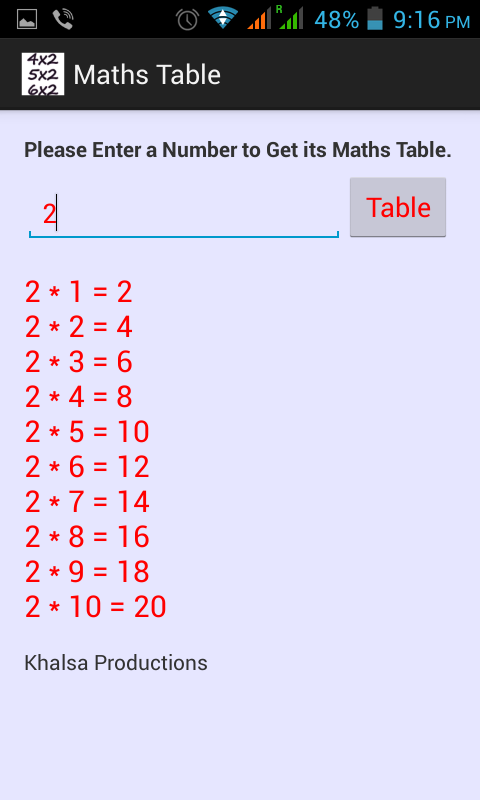 R 48% 9:16 PM
4x2
5x2
6x2
Maths Table
Please Enter a Number to Get its Maths Table.
2 Table
2 * 1 = 2
2 * 2 = 4
2 * 3 = 6
2 * 4 = 8
2 * 5 = 10
2 * 6 = 12
2 * 7 = 14
2 * 8 = 16
2 * 9 = 18
2 * 10 = 20
Khalsa Productions